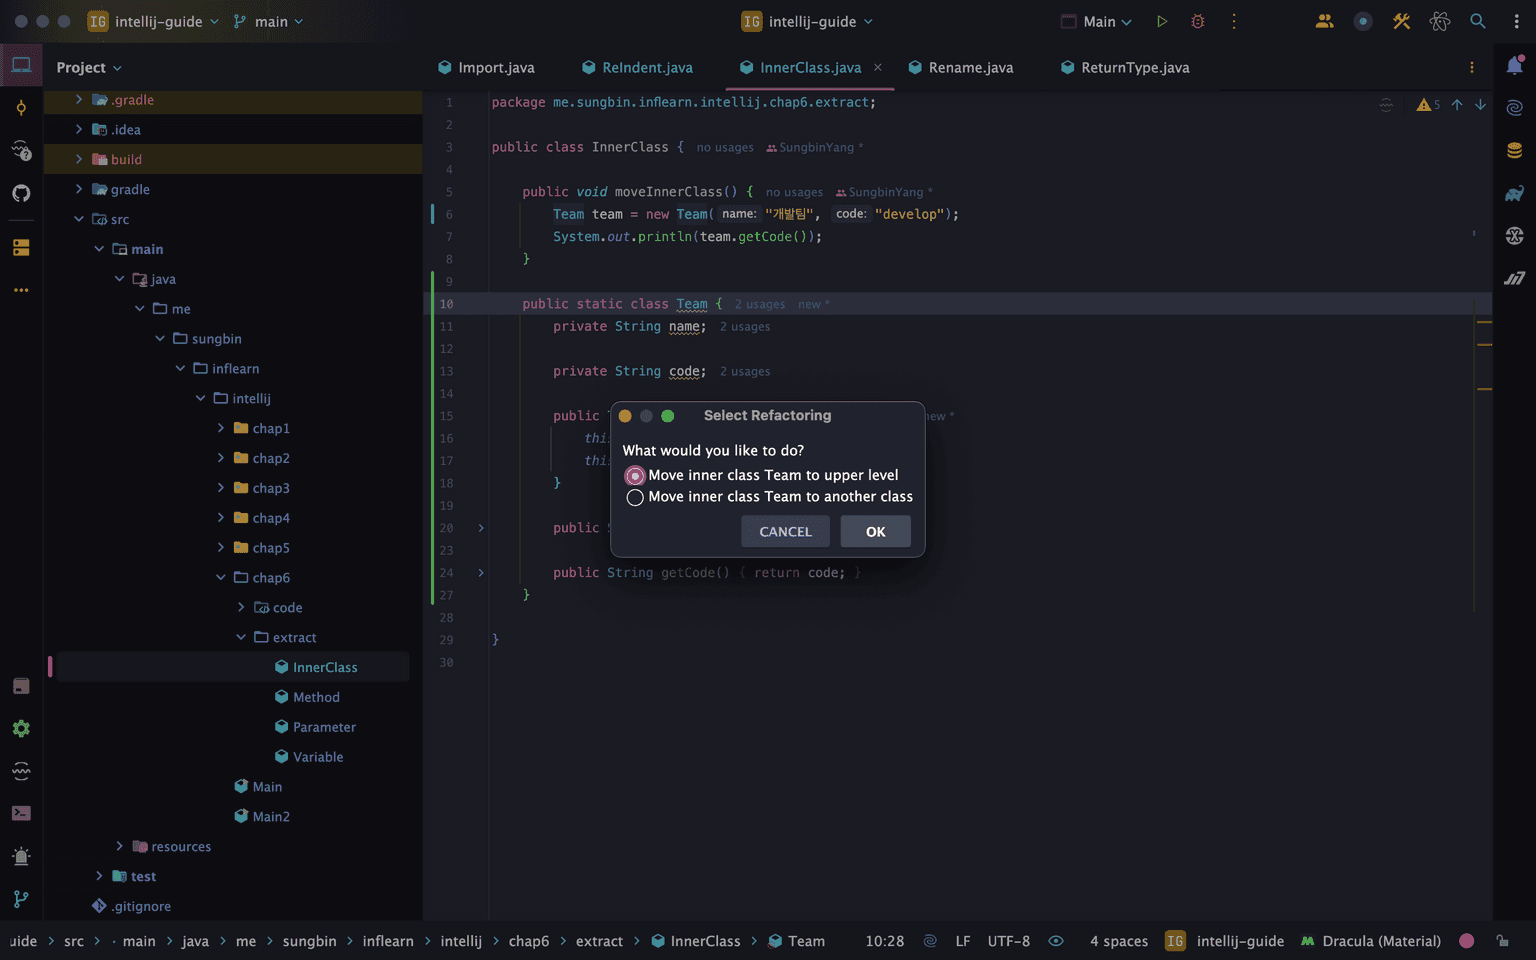 IG intellij-guide main
IG intellij-guide
Main
Project
Import.java ReIndent.java InnerClass.java Rename.java ReturnType.java
.gradle
.idea
build
gradle
src
main
java
me
sungbin
inflearn
intellij
chap1
chap2
chap3
chap4
chap5
chap6
code
extract
InnerClass
Method
Parameter
Variable
Main
Main2
resources
test
.gitignore
5
1 package me.sungbin.inflearn.intellij.chap6.extract;
2
3 public class InnerClass { no usages SungbinYang *
4
5 public void moveInnerClass() { no usages SungbinYang *
6 Team team = new Team( name: "개발팀", code: "develop");
7 System.out.println(team.getCode());
8 }
9
10 public static class Team { 2 usages new *
11 private String name; 2 usages
12
13 private String code; 2 usages
14
15 public new *
16 this
17 this
18 }
19
20 public
23
24 public String getCode() { return code; }
27 }
28
29 }
30
Select Refactoring
What would you like to do?
Move inner class Team to upper level
Move inner class Team to another class
CANCEL OK
uide src main java me sungbin inflearn intellij chap6 extract InnerClass Team 10:28 LF UTF-8 4 spaces IG intellij-guide Dracula (Material)